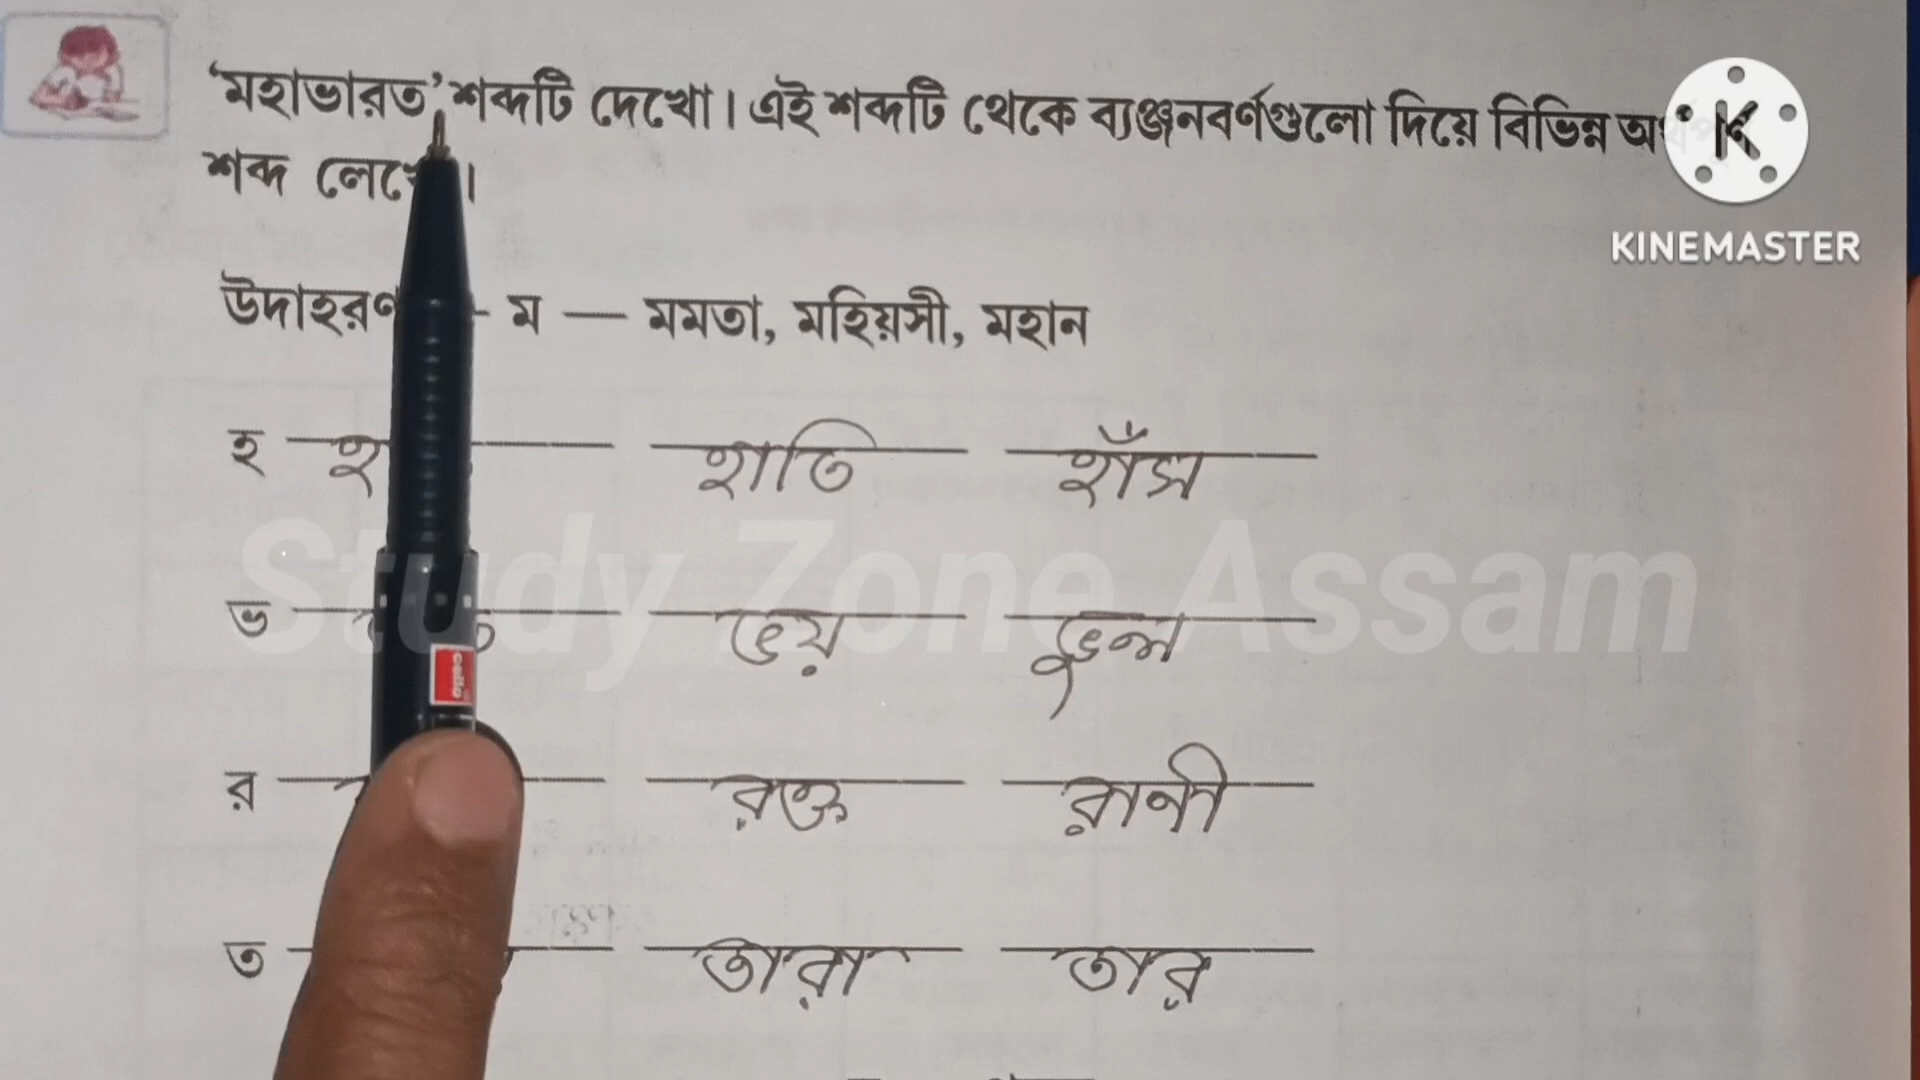 ‘মহাভারত’ শব্দটি দেখো। এই শব্দটি থেকে ব্যঞ্জনবর্ণগুলো দিয়ে বিভিন্ন
শব্দ
KINEMASTER
উদাহরণ — ম — মমতা, মহিয়সী, মহান
হ — হাতি হাঁস
Study Zone Assam
ভ — ভয় ভুল
cello
র — রক্ত রানী
ত — তারা তার